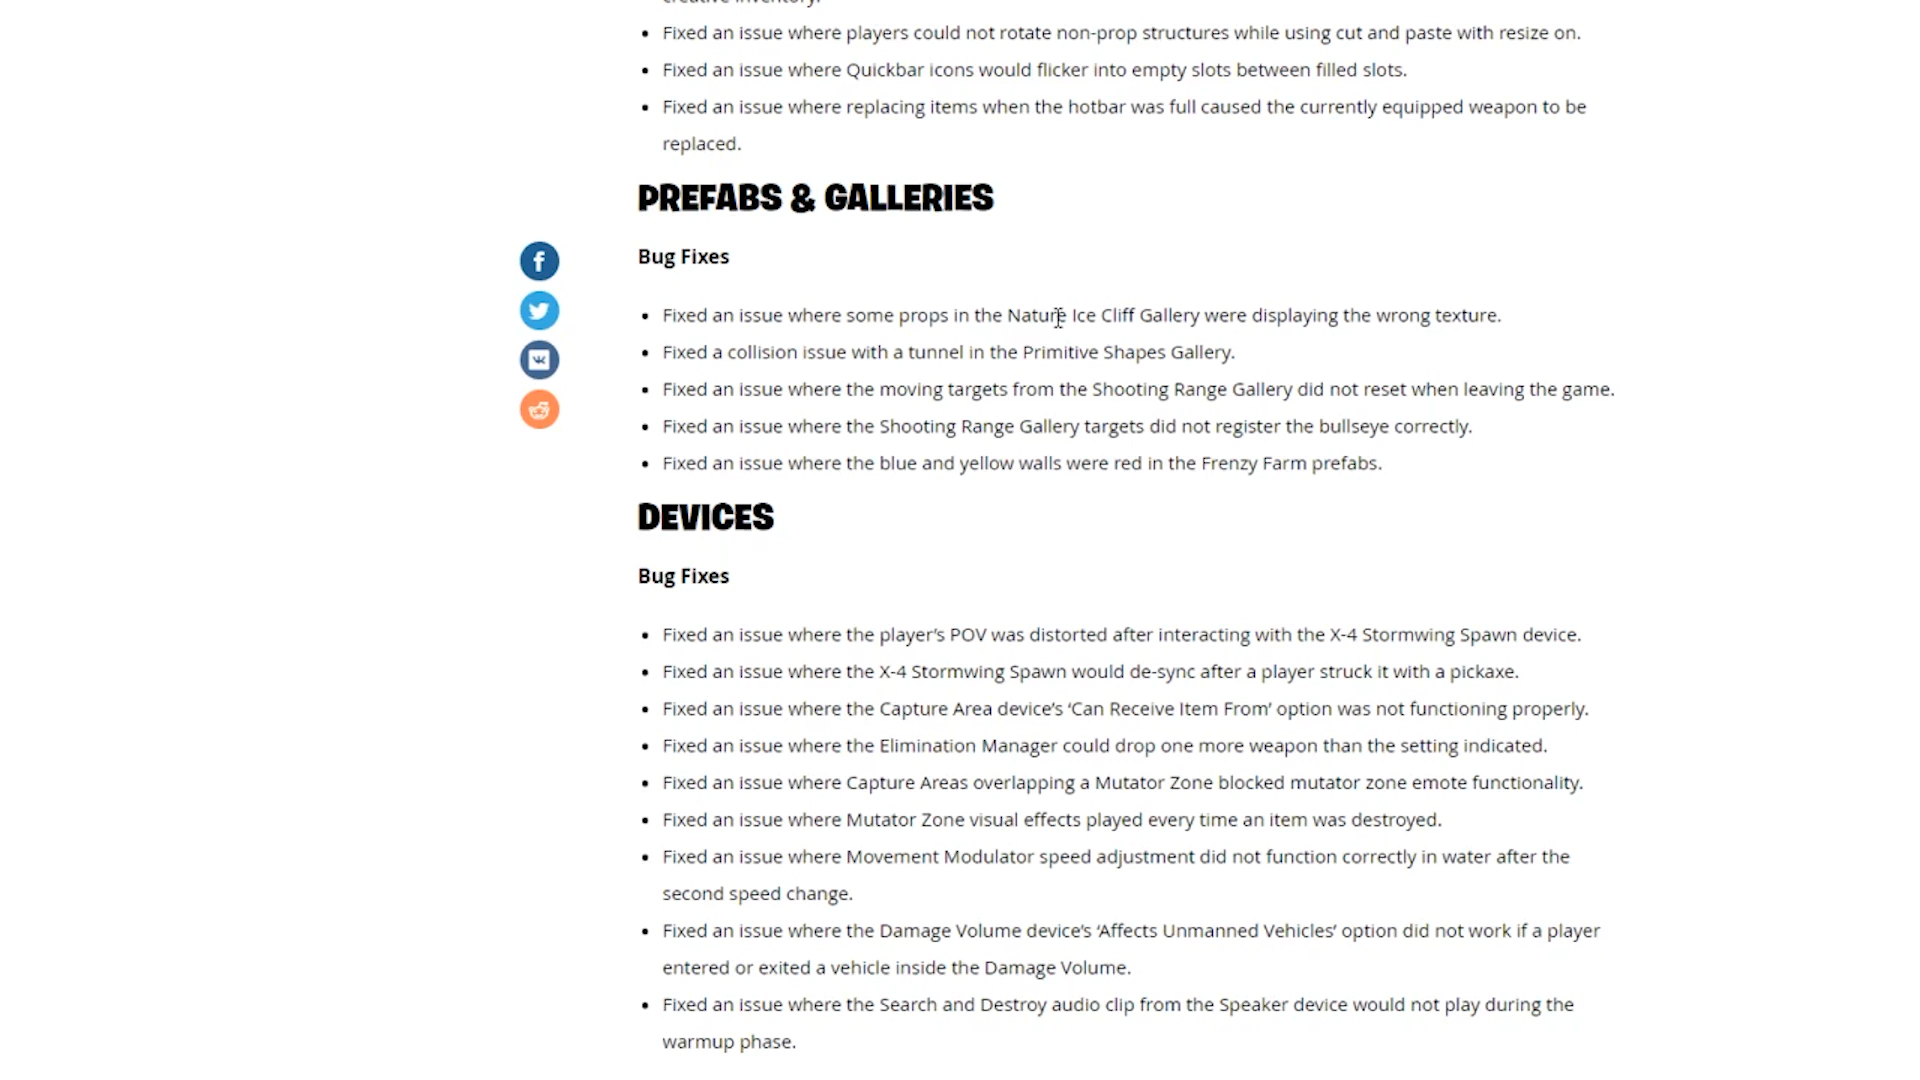 creative inventory.
Fixed an issue where players could not rotate non-prop structures while using cut and paste with resize on.
Fixed an issue where Quickbar icons would flicker into empty slots between filled slots.
Fixed an issue where replacing items when the hotbar was full caused the currently equipped weapon to be
replaced.
PREFABS & GALLERIES
Bug Fixes
Fixed an issue where some props in the Nature Ice Cliff Gallery were displaying the wrong texture.
Fixed a collision issue with a tunnel in the Primitive Shapes Gallery.
Fixed an issue where the moving targets from the Shooting Range Gallery did not reset when leaving the game.
Fixed an issue where the Shooting Range Gallery targets did not register the bullseye correctly.
Fixed an issue where the blue and yellow walls were red in the Frenzy Farm prefabs.
DEVICES
Bug Fixes
Fixed an issue where the player’s POV was distorted after interacting with the X-4 Stormwing Spawn device.
Fixed an issue where the X-4 Stormwing Spawn would de-sync after a player struck it with a pickaxe.
Fixed an issue where the Capture Area device’s ‘Can Receive Item From’ option was not functioning properly.
Fixed an issue where the Elimination Manager could drop one more weapon than the setting indicated.
Fixed an issue where Capture Areas overlapping a Mutator Zone blocked mutator zone emote functionality.
Fixed an issue where Mutator Zone visual effects played every time an item was destroyed.
Fixed an issue where Movement Modulator speed adjustment did not function correctly in water after the
second speed change.
Fixed an issue where the Damage Volume device’s ‘Affects Unmanned Vehicles’ option did not work if a player
entered or exited a vehicle inside the Damage Volume.
Fixed an issue where the Search and Destroy audio clip from the Speaker device would not play during the
warmup phase.